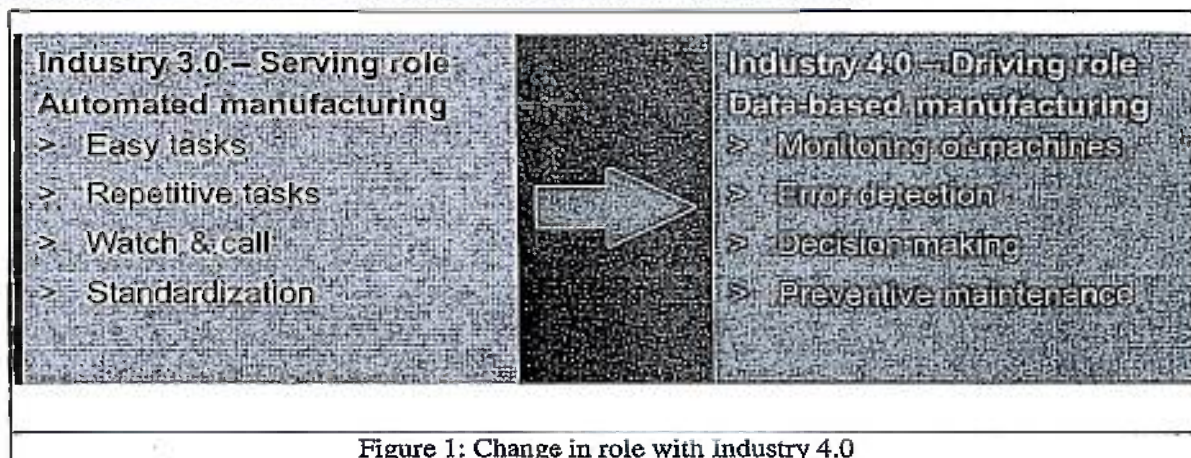 Industry 3.0 – Serving role
Automated manufacturing
> Easy tasks
> Repetitive tasks
> Watch & call
> Standardization
Industry 4.0 – Driving role
Data-based manufacturing
> Monitoring of machines
> Error detection
> Decision making
> Preventive maintenance
Figure 1: Change in role with Industry 4.0